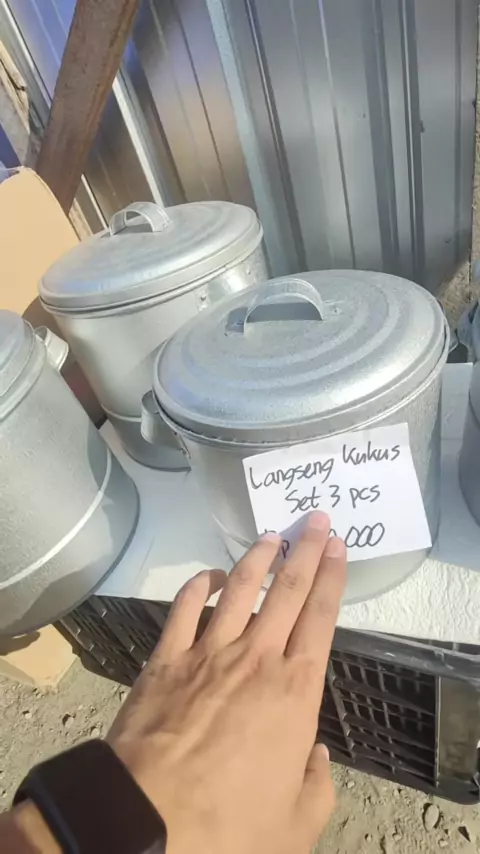 Langseng Kukus
Set 3 pcs